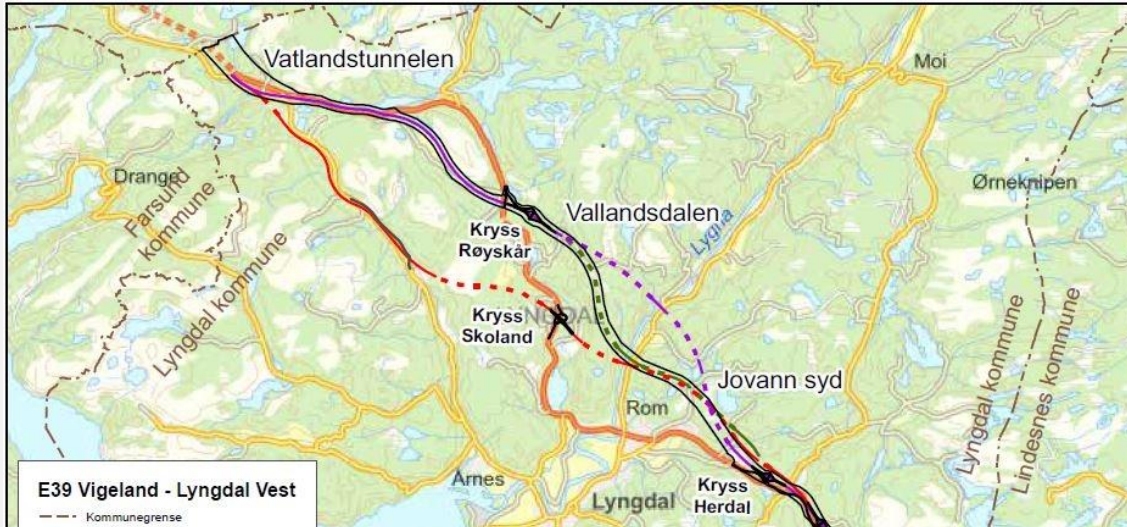 Vatlandstunnelen
Moi
Drange
Farsund
kommune
Lyngdal kommune
Ørneknipen
Vallandsdalen
Lygna
Kryss
Røyskår
Kryss
Skoland
Jovann syd
Rom
Lyngdal kommune
Lindesnes kommune
Årnes
Lyngdal
Kryss
Herdal
E39 Vigeland - Lyngdal Vest
Kommunegrense